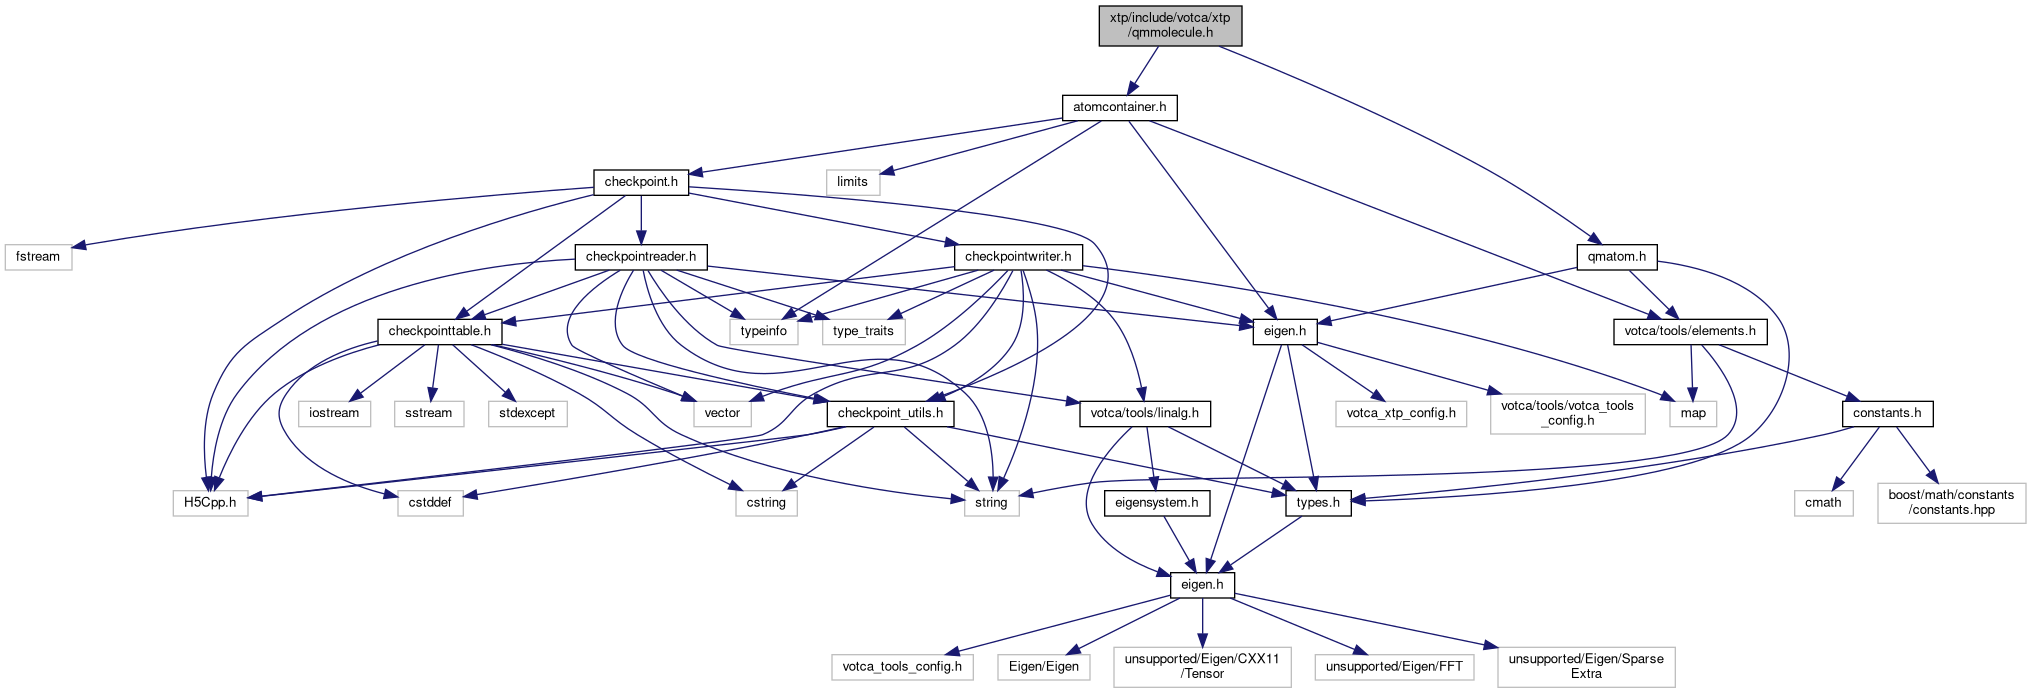 xtp/include/votca/xtp
/qmmolecule.h
atomcontainer.h
checkpoint.h
limits
fstream
checkpointreader.h
checkpointwriter.h
qmatom.h
checkpointtable.h
typeinfo
type_traits
eigen.h
votca/tools/elements.h
iostream
sstream
stdexcept
vector
checkpoint_utils.h
votca/tools/linalg.h
votca_xtp_config.h
votca/tools/votca_tools
_config.h
map
constants.h
H5Cpp.h
cstddef
cstring
string
eigensystem.h
types.h
cmath
boost/math/constants
/constants.hpp
eigen.h
votca_tools_config.h
Eigen/Eigen
unsupported/Eigen/CXX11
/Tensor
unsupported/Eigen/FFT
unsupported/Eigen/Sparse
Extra